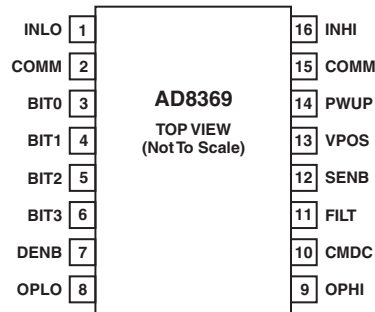 INLO 1
COMM 2
BIT0 3
BIT1 4
BIT2 5
BIT3 6
DENB 7
OPLO 8
AD8369
TOP VIEW
(Not To Scale)
16 INHI
15 COMM
14 PWUP
13 VPOS
12 SENB
11 FILT
10 CMDC
9 OPHI